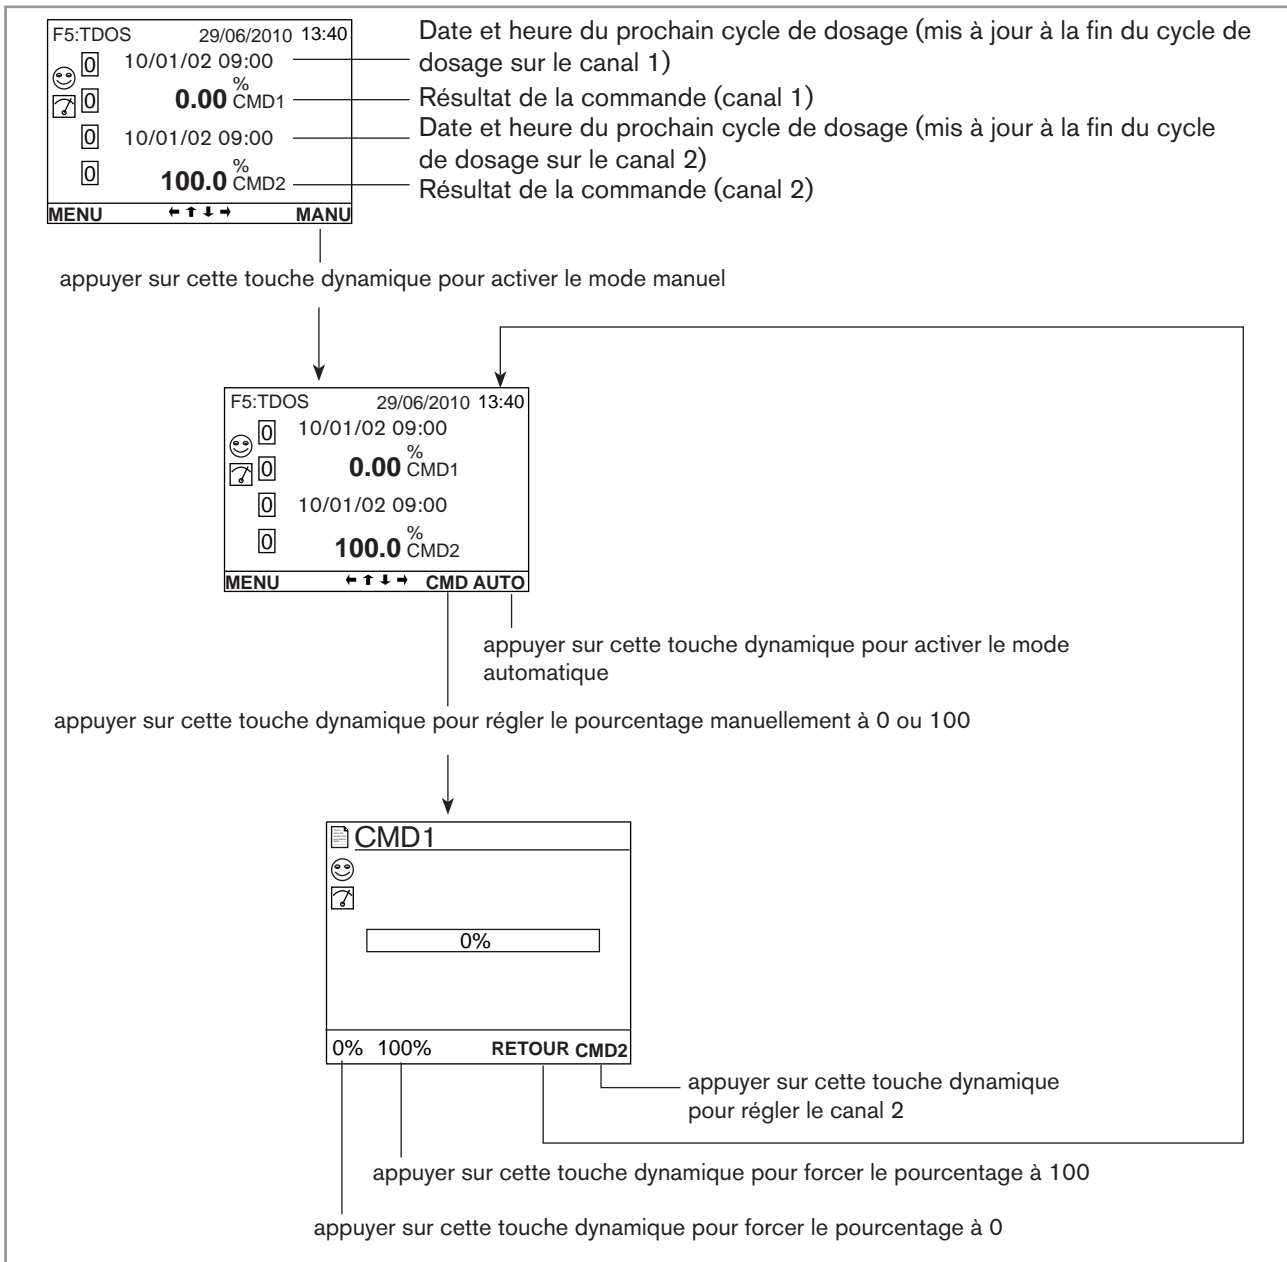 F5:TDOS 29/06/2010 13:40
0 10/01/02 09:00
%
0 0.00 CMD1
0 10/01/02 09:00
%
0 100.0 CMD2
MENU MANU
Date et heure du prochain cycle de dosage (mis à jour à la fin du cycle de
dosage sur le canal 1)
Résultat de la commande (canal 1)
Date et heure du prochain cycle de dosage (mis à jour à la fin du cycle
de dosage sur le canal 2)
Résultat de la commande (canal 2)
appuyer sur cette touche dynamique pour activer le mode manuel
F5:TDOS 29/06/2010 13:40
0 10/01/02 09:00
%
0 0.00 CMD1
0 10/01/02 09:00
%
0 100.0 CMD2
MENU CMD AUTO
appuyer sur cette touche dynamique pour activer le mode
automatique
appuyer sur cette touche dynamique pour régler le pourcentage manuellement à 0 ou 100
CMD1
0%
0% 100% RETOUR CMD2
appuyer sur cette touche dynamique
pour régler le canal 2
appuyer sur cette touche dynamique pour forcer le pourcentage à 100
appuyer sur cette touche dynamique pour forcer le pourcentage à 0